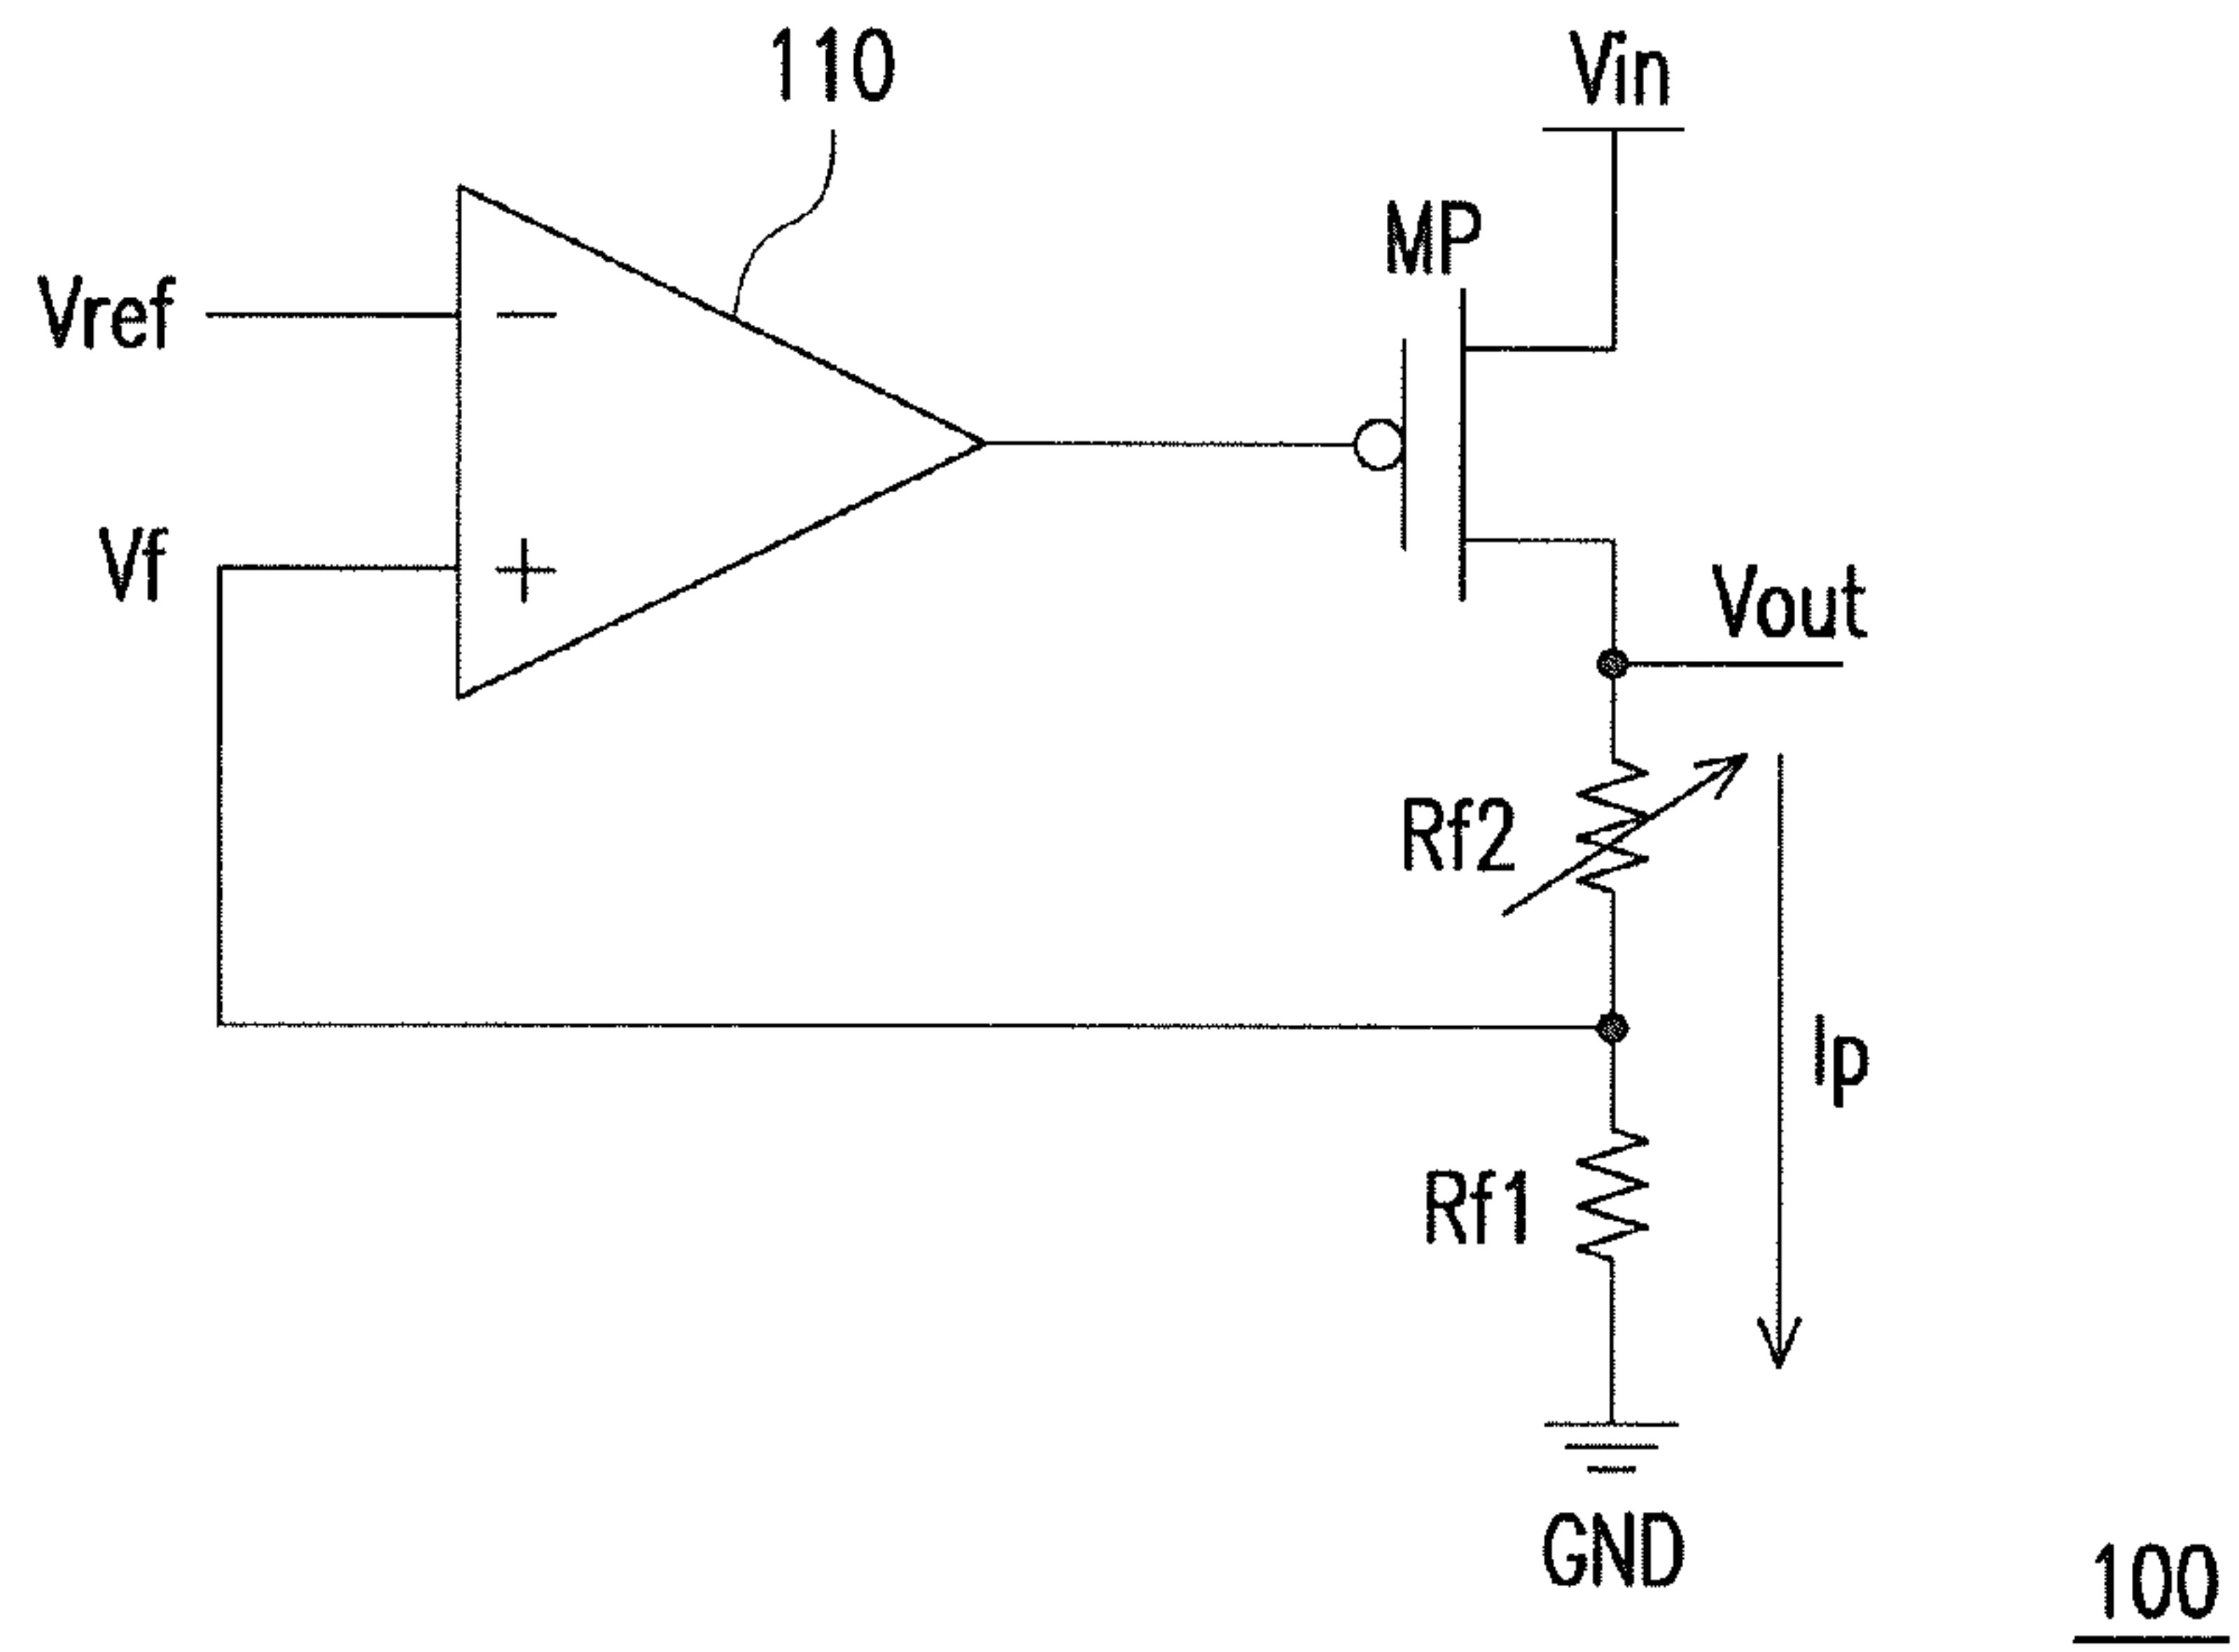 110
Vin
MP
Vref
−
Vf
+
Vout
Rf2
Ip
Rf1
GND
100